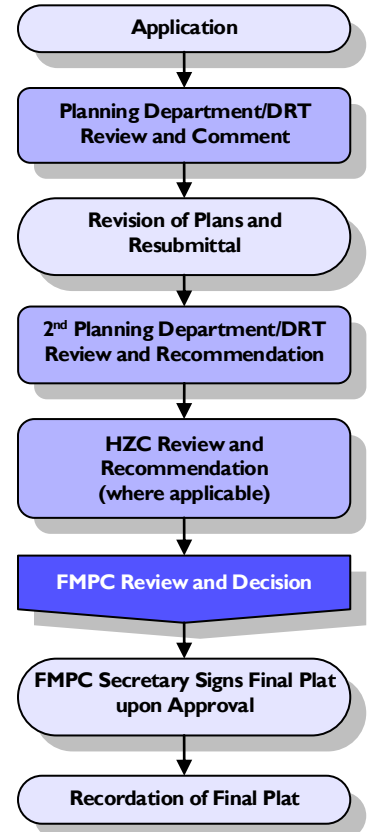 Application
Planning Department/DRT
Review and Comment
Revision of Plans and
Resubmittal
2nd Planning Department/DRT
Review and Recommendation
HZC Review and
Recommendation
(where applicable)
FMPC Review and Decision
FMPC Secretary Signs Final Plat
upon Approval
Recordation of Final Plat